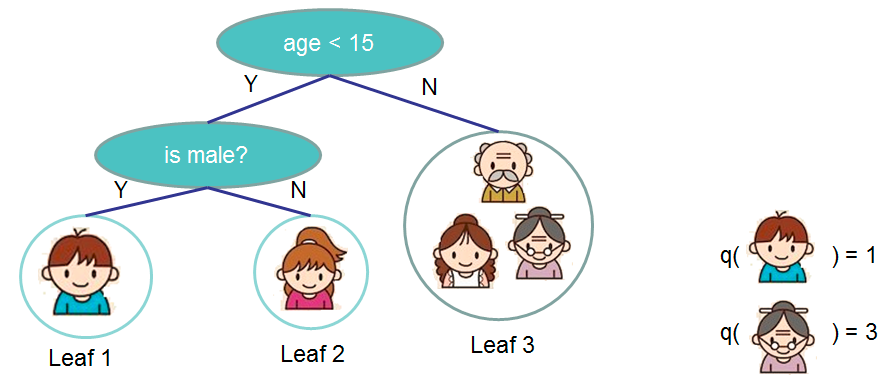 age < 15
Y
N
is male?
Y
N
q( ) = 1
q( ) = 3
Leaf 1
Leaf 2
Leaf 3